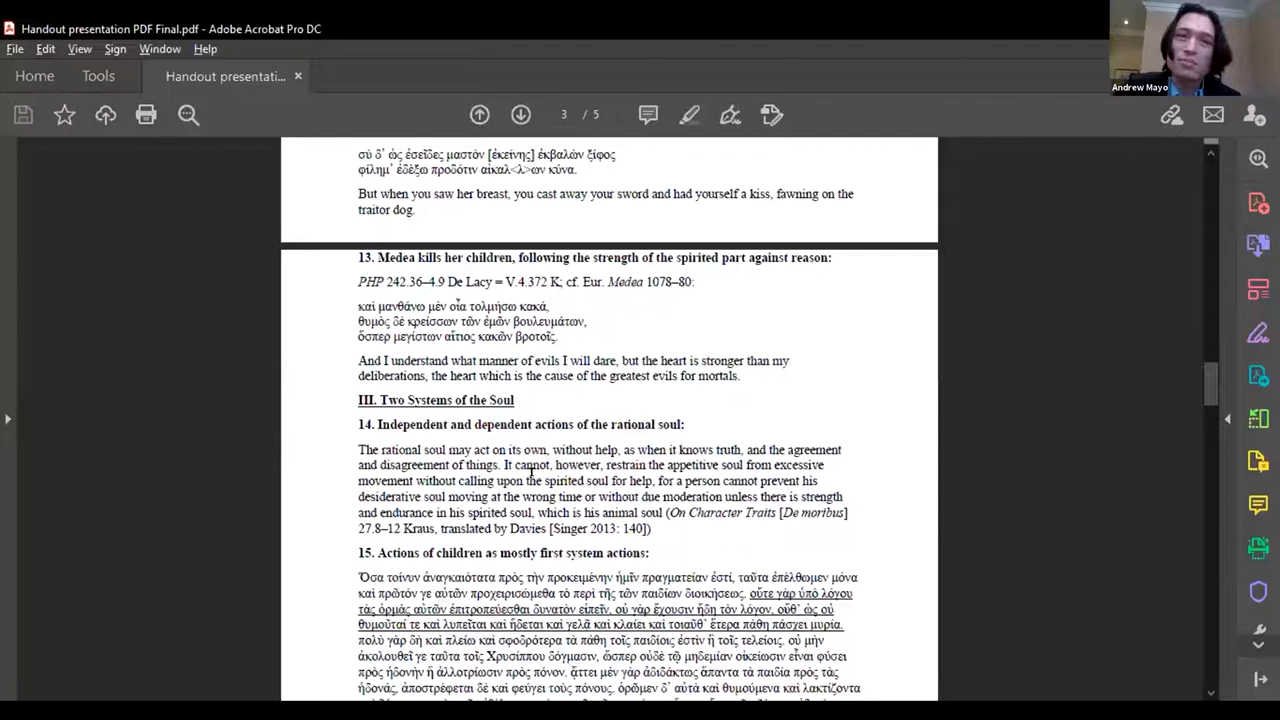 Handout presentation PDF Final.pdf - Adobe Acrobat Pro DC
File Edit View Sign Window Help
Home Tools Handout presentati... ×
3 / 5
Andrew Mayo
σὺ δ’ ὡς ἐσεῖδες μαστὸν [ἐκείνης] ἐκβαλὼν ξίφος
φίλημ’ ἐδέξω προδότιν αἰκαλ<λ>ων κύνα.
But when you saw her breast, you cast away your sword and had yourself a kiss, fawning on the
traitor dog.
13. Medea kills her children, following the strength of the spirited part against reason:
PHP 242.36–4.9 De Lacy = V.4.372 K; cf. Eur. Medea 1078–80:
καὶ μανθάνω μὲν οἷα τολμήσω κακά,
θυμὸς δὲ κρείσσων τῶν ἐμῶν βουλευμάτων,
ὅσπερ μεγίστων αἴτιος κακῶν βροτοῖς.
And I understand what manner of evils I will dare, but the heart is stronger than my
deliberations, the heart which is the cause of the greatest evils for mortals.
III. Two Systems of the Soul
14. Independent and dependent actions of the rational soul:
The rational soul may act on its own, without help, as when it knows truth, and the agreement
and disagreement of things. It cannot, however, restrain the appetitive soul from excessive
movement without calling upon the spirited soul for help, for a person cannot prevent his
desiderative soul moving at the wrong time or without due moderation unless there is strength
and endurance in his spirited soul, which is his animal soul (On Character Traits [De moribus]
27.8–12 Kraus, translated by Davies [Singer 2013: 140])
15. Actions of children as mostly first system actions:
Ὅσα τοίνυν ἀναγκαιότατα πρὸς τὴν προκειμένην ἡμῖν πραγματείαν ἐστί, ταῦτα ἐπέλθωμεν μόνα
καὶ πρῶτόν γε αὐτῶν προχειρισώμεθα τὸ περὶ τῆς τῶν παιδίων διοικήσεως. οὔτε γὰρ ὑπὸ λόγου
τὰς ὁρμὰς αὐτῶν ἐπιτροπεύεσθαι δυνατὸν εἰπεῖν, οὐ γὰρ ἔχουσιν ἤδη τὸν λόγον, οὔθ’ ὡς οὐ
θυμοῦταί τε καὶ λυπεῖται καὶ ἥδεται καὶ γελᾷ καὶ κλαίει καὶ τοιαῦθ’ ἕτερα πάθη πάσχει μυρία.
πολὺ γὰρ δὴ καὶ πλείω καὶ σφοδρότερα τὰ πάθη τοῖς παιδίοις ἐστὶν ἢ τοῖς τελείοις. οὐ μὴν
ἀκολουθεῖ γε ταῦτα τοῖς Χρυσίππου δόγμασιν, ὥσπερ οὐδὲ τῷ μηδεμίαν οἰκείωσιν εἶναι φύσει
πρὸς ἡδονὴν ἢ ἀλλοτρίωσιν πρὸς πόνον. ᾄττει μὲν γὰρ ἀδιδάκτως ἅπαντα τὰ παιδία πρὸς τὰς
ἡδονάς, ἀποστρέφεται δὲ καὶ φεύγει τοὺς πόνους. ὁρῶμεν δ’ αὐτὰ καὶ θυμούμενα καὶ λακτίζοντα